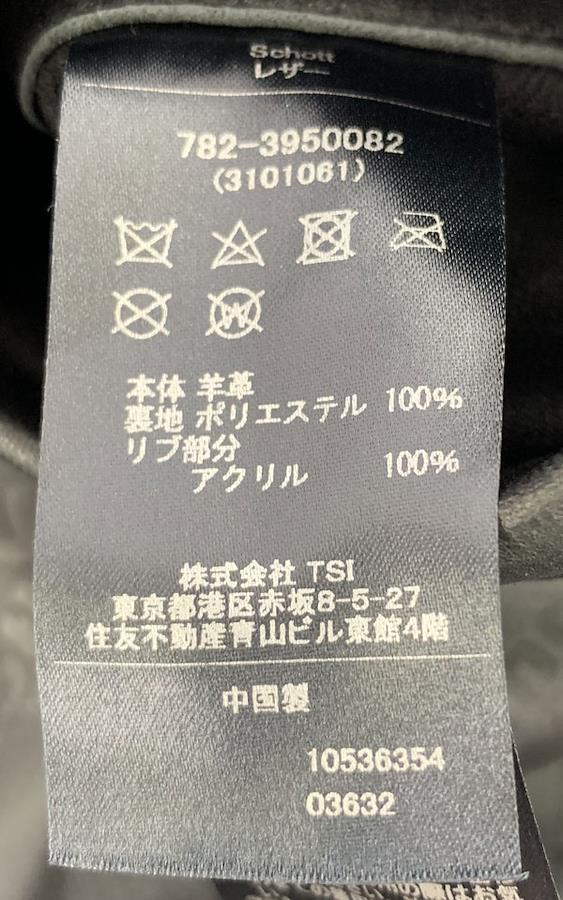 Schott
レザー
782-3950082
(3101061)
W
本体 羊革
裏地 ポリエステル 100%
リブ部分
アクリル 100%
株式会社 TSI
東京都港区赤坂8-5-27
住友不動産青山ビル東館4階
中国製
10536354
03632